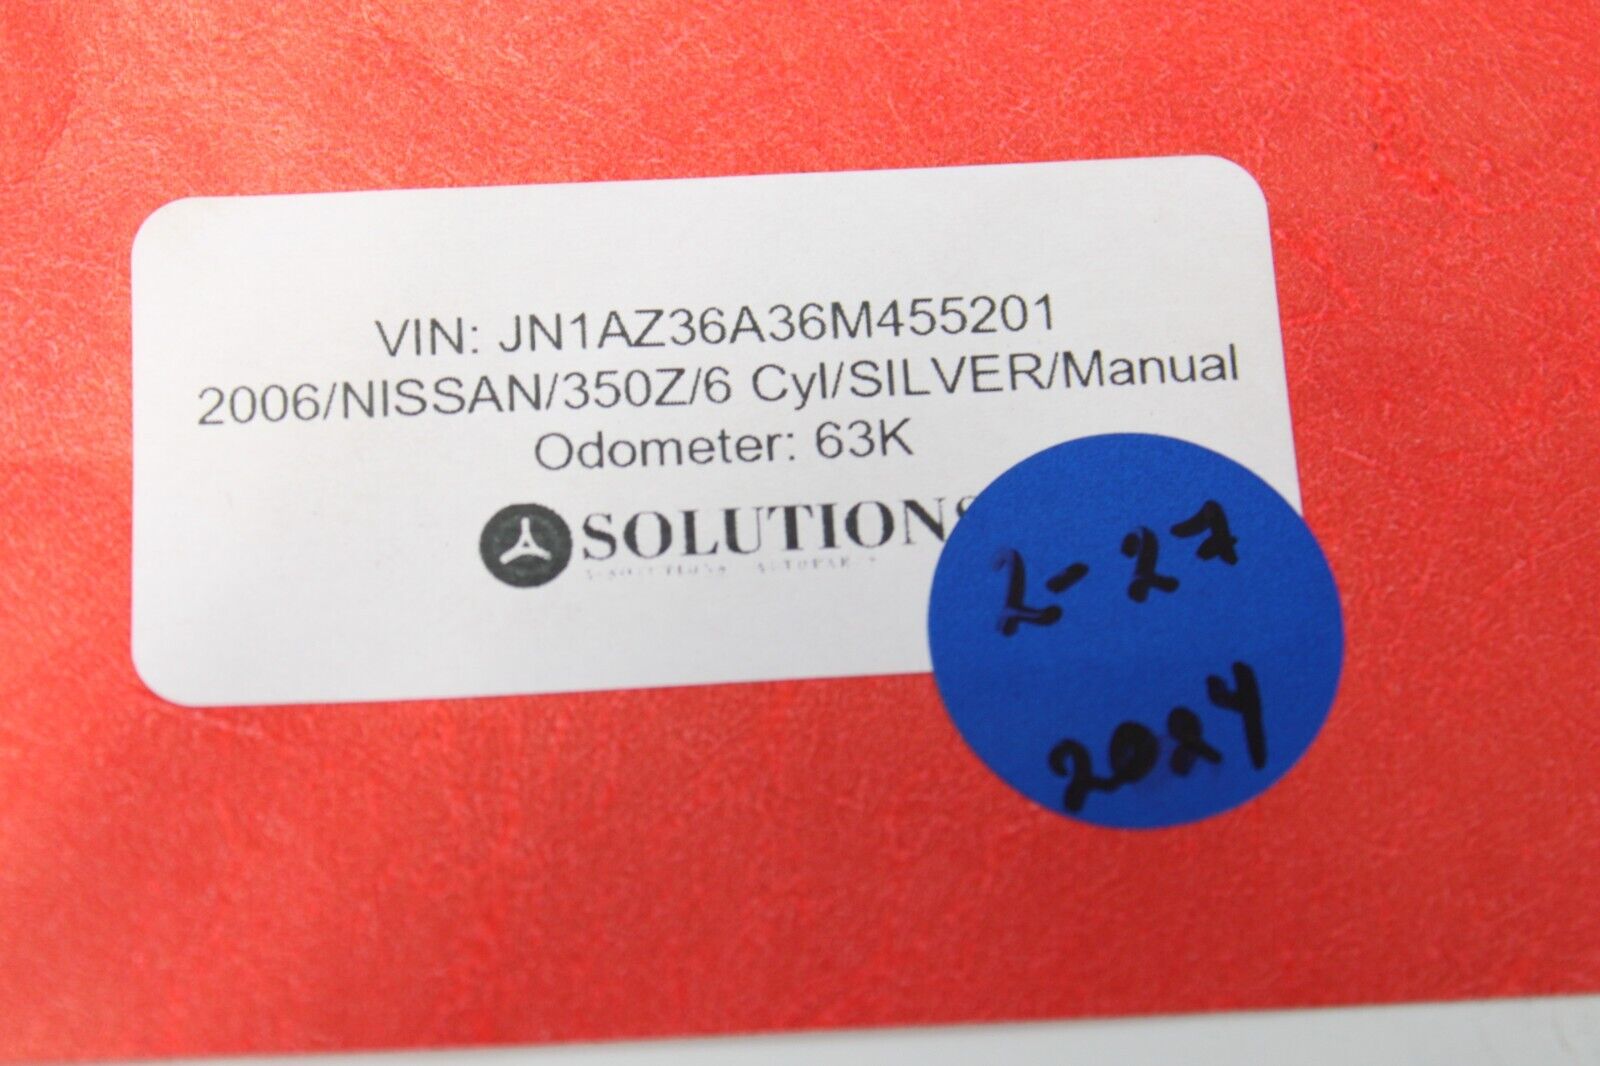 VIN: JN1AZ36A36M455201
2006/NISSAN/350Z/6 Cyl/SILVER/Manual
Odometer: 63K
SOLUTIONS
2-27
2024